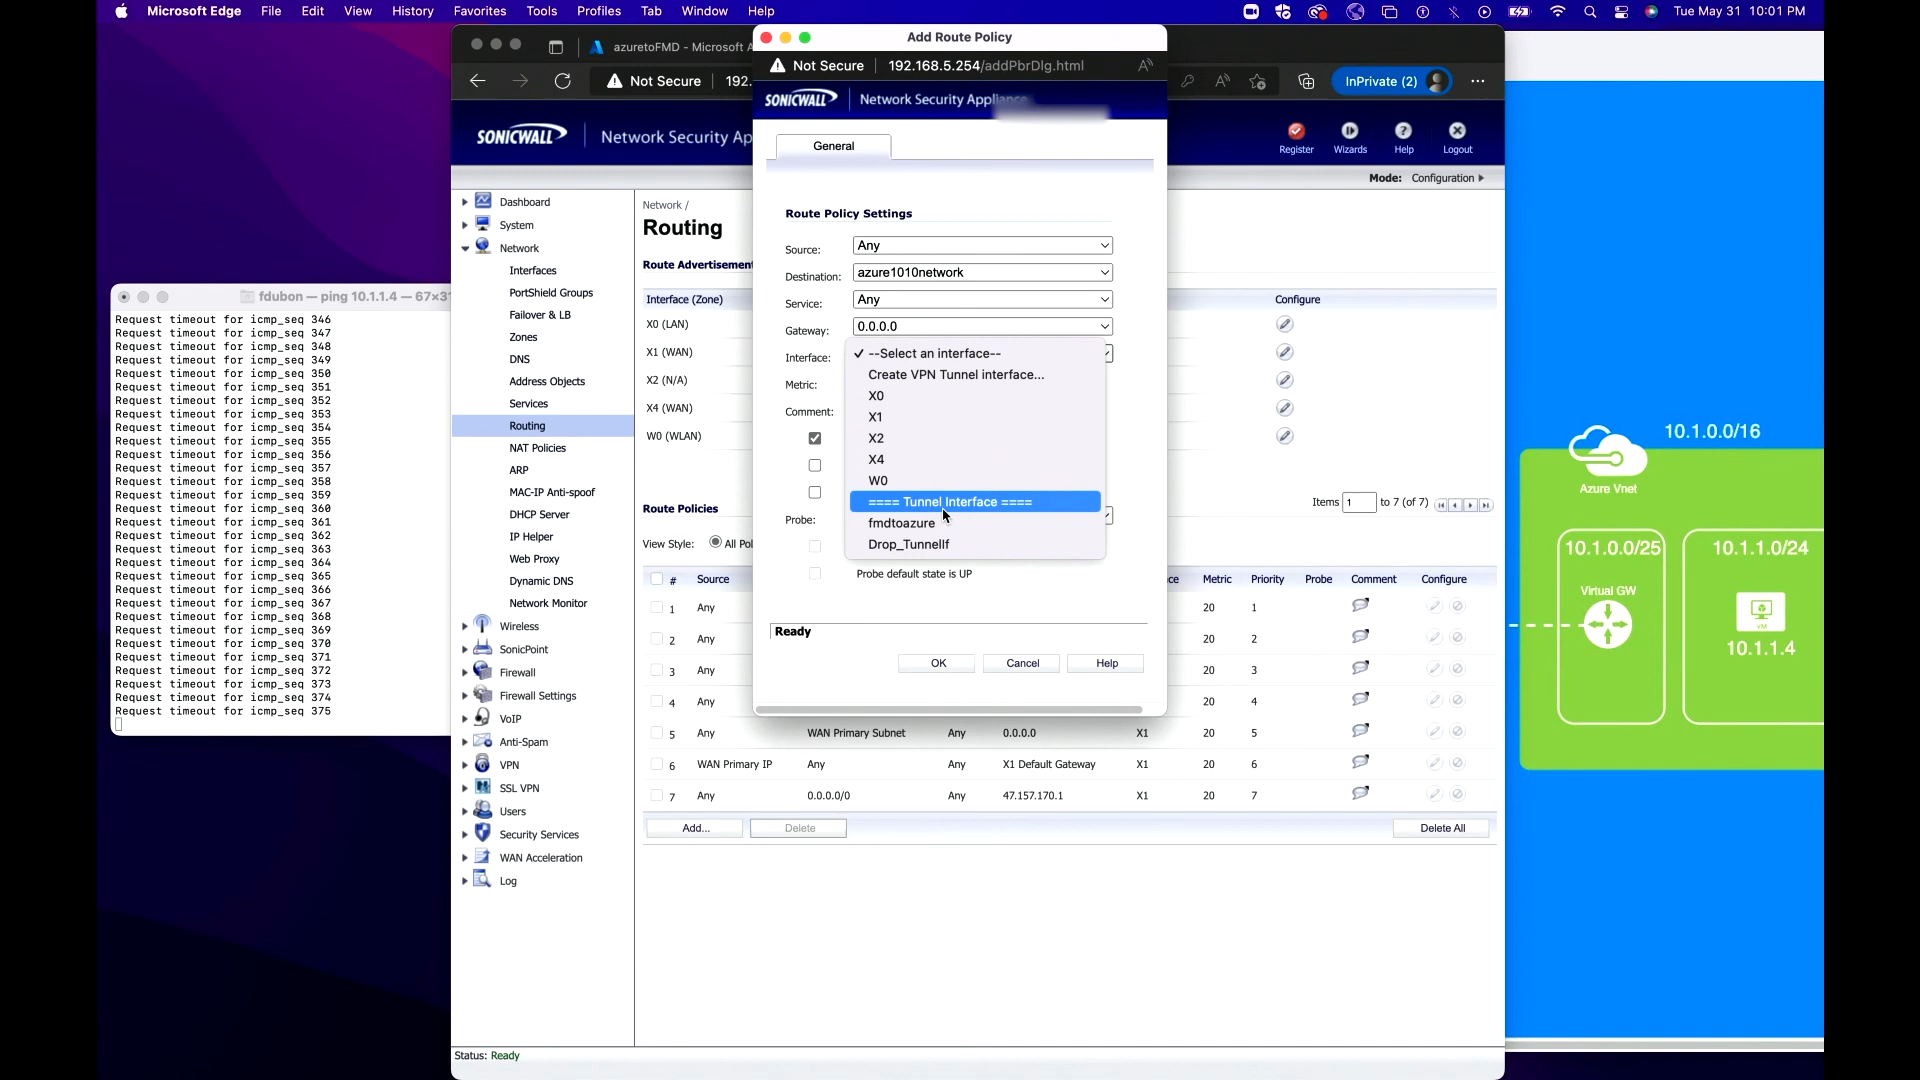 Microsoft Edge File Edit View History Favorites Tools Profiles Tab Window Help
Tue May 31 10:01 PM
fdubon — ping 10.1.1.4 — 67×31
Request timeout for icmp_seq 346
Request timeout for icmp_seq 347
Request timeout for icmp_seq 348
Request timeout for icmp_seq 349
Request timeout for icmp_seq 350
Request timeout for icmp_seq 351
Request timeout for icmp_seq 352
Request timeout for icmp_seq 353
Request timeout for icmp_seq 354
Request timeout for icmp_seq 355
Request timeout for icmp_seq 356
Request timeout for icmp_seq 357
Request timeout for icmp_seq 358
Request timeout for icmp_seq 359
Request timeout for icmp_seq 360
Request timeout for icmp_seq 361
Request timeout for icmp_seq 362
Request timeout for icmp_seq 363
Request timeout for icmp_seq 364
Request timeout for icmp_seq 365
Request timeout for icmp_seq 366
Request timeout for icmp_seq 367
Request timeout for icmp_seq 368
Request timeout for icmp_seq 369
Request timeout for icmp_seq 370
Request timeout for icmp_seq 371
Request timeout for icmp_seq 372
Request timeout for icmp_seq 373
Request timeout for icmp_seq 374
Request timeout for icmp_seq 375
azuretoFMD - Microsoft A
Not Secure 192.
InPrivate (2)
SONICWALL Network Security Ap
Register Wizards Help Logout
Mode: Configuration
Dashboard
System
Network
Interfaces
PortShield Groups
Failover & LB
Zones
DNS
Address Objects
Services
Routing
NAT Policies
ARP
MAC-IP Anti-spoof
DHCP Server
IP Helper
Web Proxy
Dynamic DNS
Network Monitor
Wireless
SonicPoint
Firewall
Firewall Settings
VoIP
Anti-Spam
VPN
SSL VPN
Users
Security Services
WAN Acceleration
Log
Status: Ready
Network /
Routing
Route Advertisemen
Interface (Zone) Configure
X0 (LAN)
X1 (WAN)
X2 (N/A)
X4 (WAN)
W0 (WLAN)
Route Policies
Items 1 to 7 (of 7)
View Style: All Pol
# Source ce Metric Priority Probe Comment Configure
1 Any 20 1
2 Any 20 2
3 Any 20 3
4 Any 20 4
5 Any WAN Primary Subnet Any 0.0.0.0 X1 20 5
6 WAN Primary IP Any Any X1 Default Gateway X1 20 6
7 Any 0.0.0.0/0 Any 47.157.170.1 X1 20 7
Add... Delete Delete All
Add Route Policy
Not Secure 192.168.5.254/addPbrDlg.html
SONICWALL Network Security Appliance
General
Route Policy Settings
Source: Any
Destination: azure1010network
Service: Any
Gateway: 0.0.0.0
Interface:
Metric:
Comment:
Probe:
✓ --Select an interface--
Create VPN Tunnel interface...
X0
X1
X2
X4
W0
==== Tunnel Interface ====
fmdtoazure
Drop_TunnelIf
Probe default state is UP
Ready
OK Cancel Help
10.1.0.0/16
Azure Vnet
10.1.0.0/25
Virtual GW
10.1.1.0/24
VM
10.1.1.4